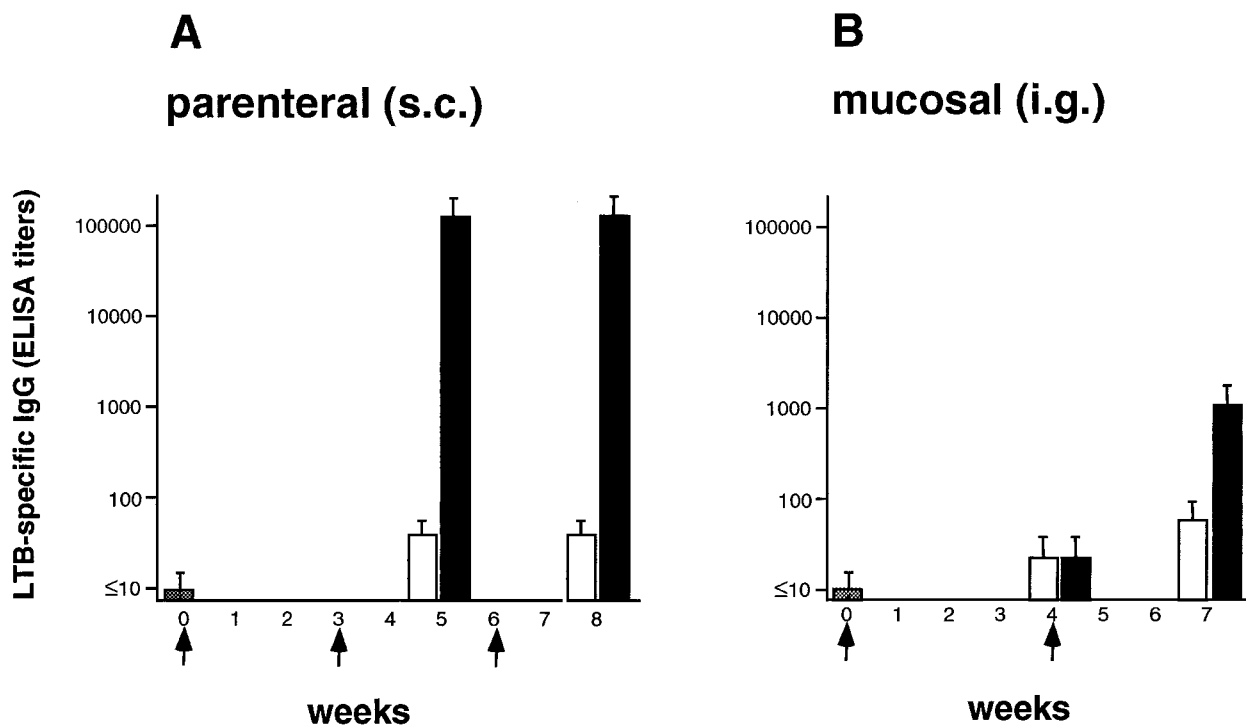 A
parenteral (s.c.)
LTB-specific IgG (ELISA titers)
100000
10000
1000
100
≤10
0 1 2 3 4 5 6 7 8
weeks
B
mucosal (i.g.)
100000
10000
1000
100
≤10
0 1 2 3 4 5 6 7
weeks